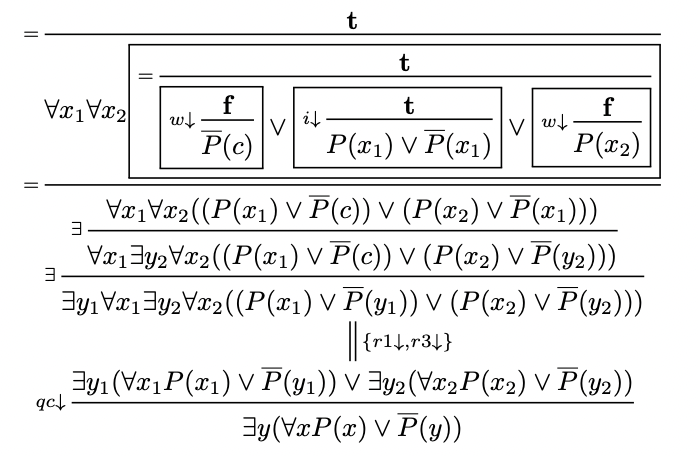 = t
∀x₁∀x₂ = t
w↓ f P̅(c) ∨ i↓ t P(x₁) ∨ P̅(x₁) ∨ w↓ f P(x₂)
= ∀x₁∀x₂((P(x₁) ∨ P̅(c)) ∨ (P(x₂) ∨ P̅(x₁)))
∃ ∀x₁∃y₂∀x₂((P(x₁) ∨ P̅(c)) ∨ (P(x₂) ∨ P̅(y₂)))
∃ ∃y₁∀x₁∃y₂∀x₂((P(x₁) ∨ P̅(y₁)) ∨ (P(x₂) ∨ P̅(y₂)))
‖ {r1↓,r3↓}
∃y₁(∀x₁P(x₁) ∨ P̅(y₁)) ∨ ∃y₂(∀x₂P(x₂) ∨ P̅(y₂))
qc↓ ∃y(∀xP(x) ∨ P̅(y))